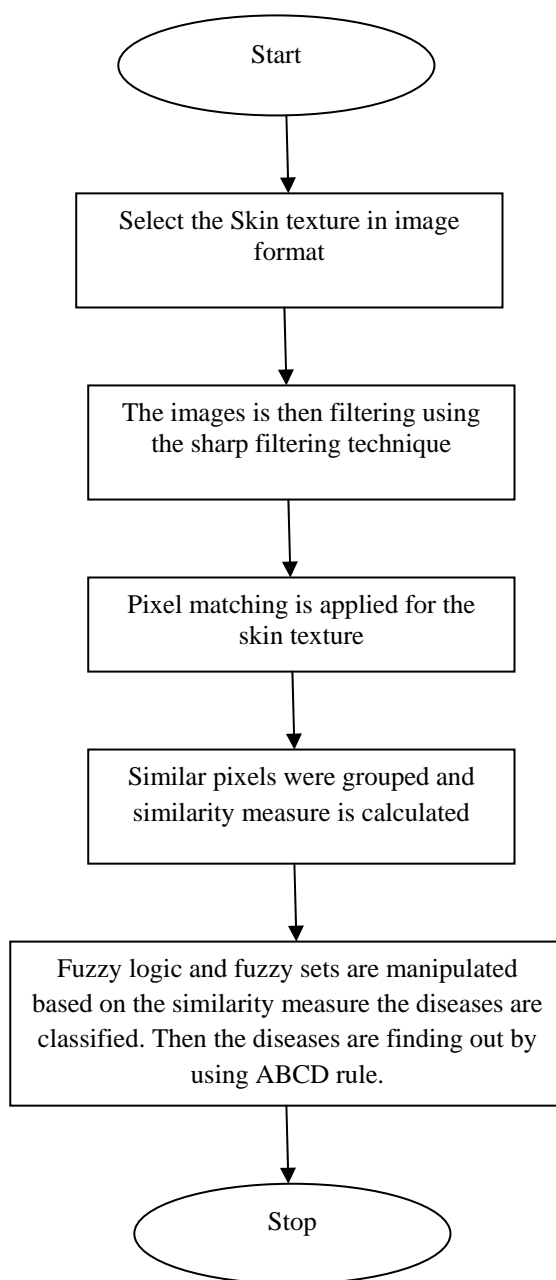 Start
Select the Skin texture in image
format
The images is then filtering using
the sharp filtering technique
Pixel matching is applied for the
skin texture
Similar pixels were grouped and
similarity measure is calculated
Fuzzy logic and fuzzy sets are manipulated
based on the similarity measure the diseases are
classified. Then the diseases are finding out by
using ABCD rule.
Stop